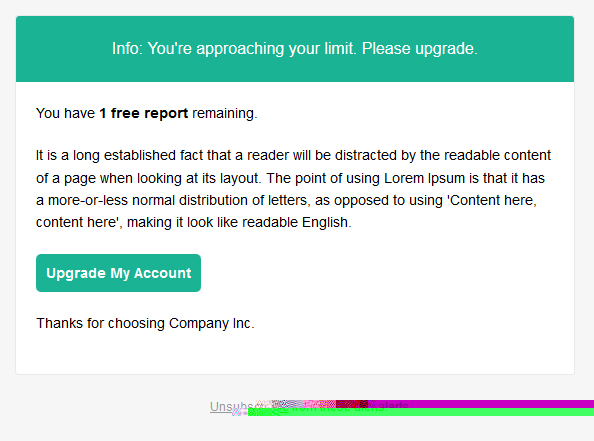 Info: You're approaching your limit. Please upgrade.
You have 1 free report remaining.
It is a long established fact that a reader will be distracted by the readable content
of a page when looking at its layout. The point of using Lorem Ipsum is that it has
a more-or-less normal distribution of letters, as opposed to using 'Content here,
content here', making it look like readable English.
Upgrade My Account
Thanks for choosing Company Inc.